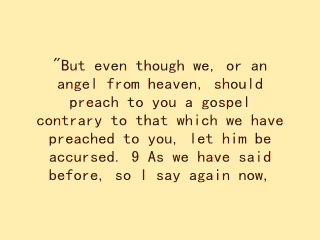 "But even though we, or an
angel from heaven, should
preach to you a gospel
contrary to that which we have
preached to you, let him be
accursed. 9 As we have said
before, so I say again now,